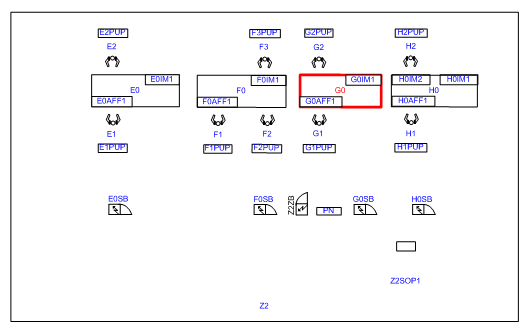 E2PUP F3PUP G2PUP H2PUP
E2 F3 G2 H2
E0IM1 F0IM1 G0IM1 H0IM2 H0IM1
E0 F0 G0 H0
E0AFF1 F0AFF1 G0AFF1 H0AFF1
E1 F1 F2 G1 H1
E1PUP F1PUP F2PUP G1PUP H1PUP
E0SB F0SB Z2ZB G0SB H0SB
PN
Z2SOP1
Z2